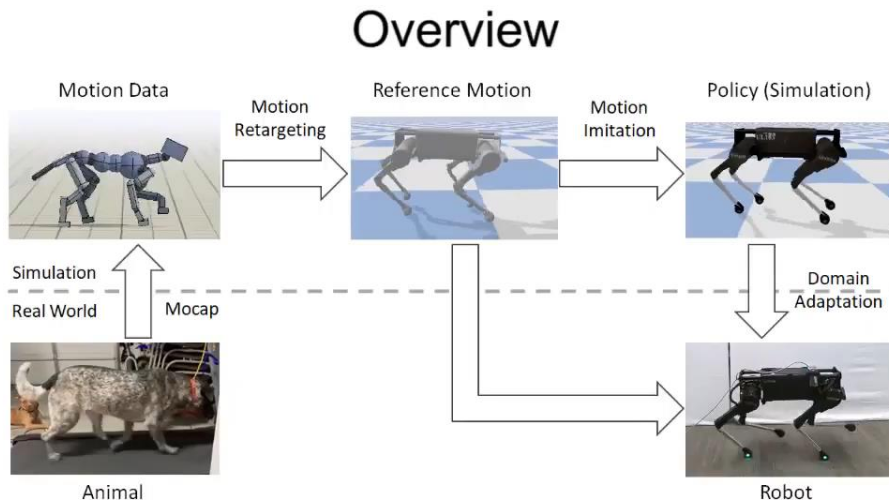 Overview
Motion Data
Motion
Retargeting
Reference Motion
Motion
Imitation
Policy (Simulation)
Simulation
Real World
Mocap
Domain
Adaptation
Animal
Robot